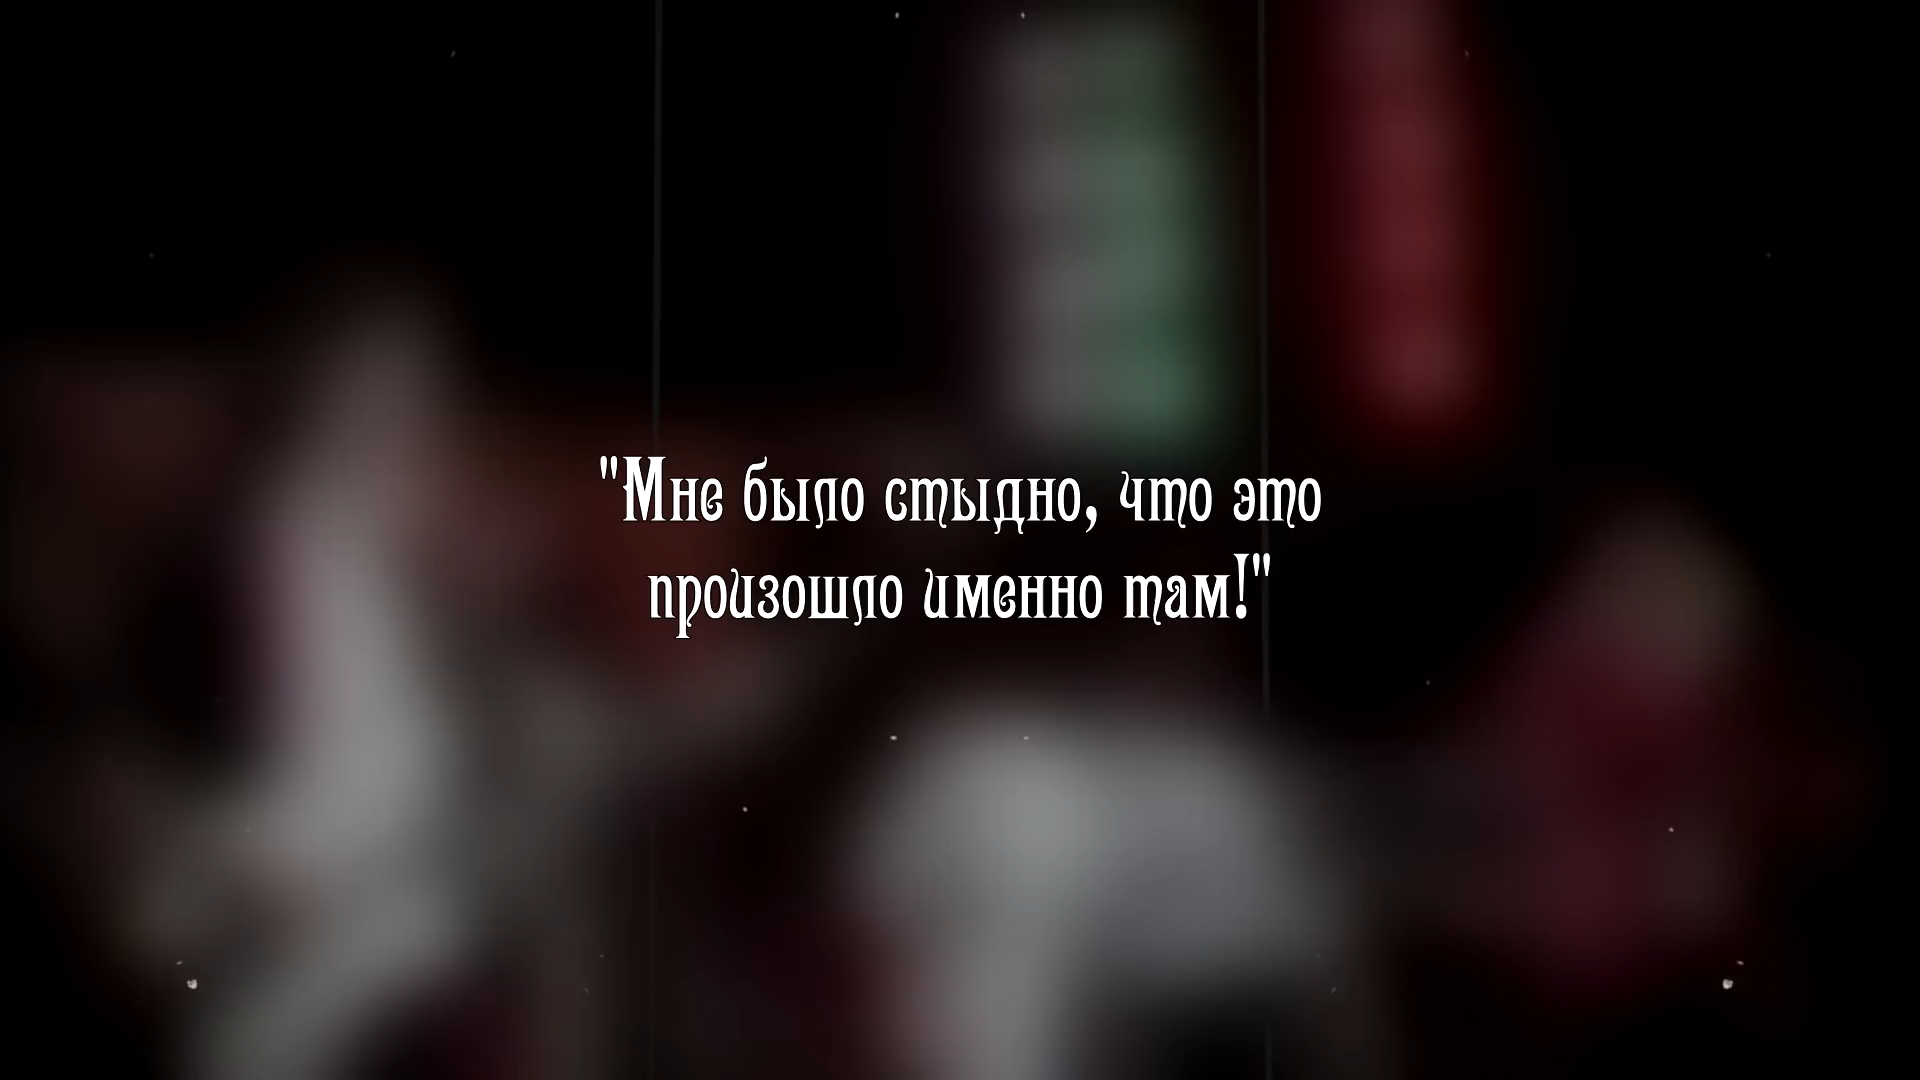 "Мне было стыдно, что это
произошло именно там!"